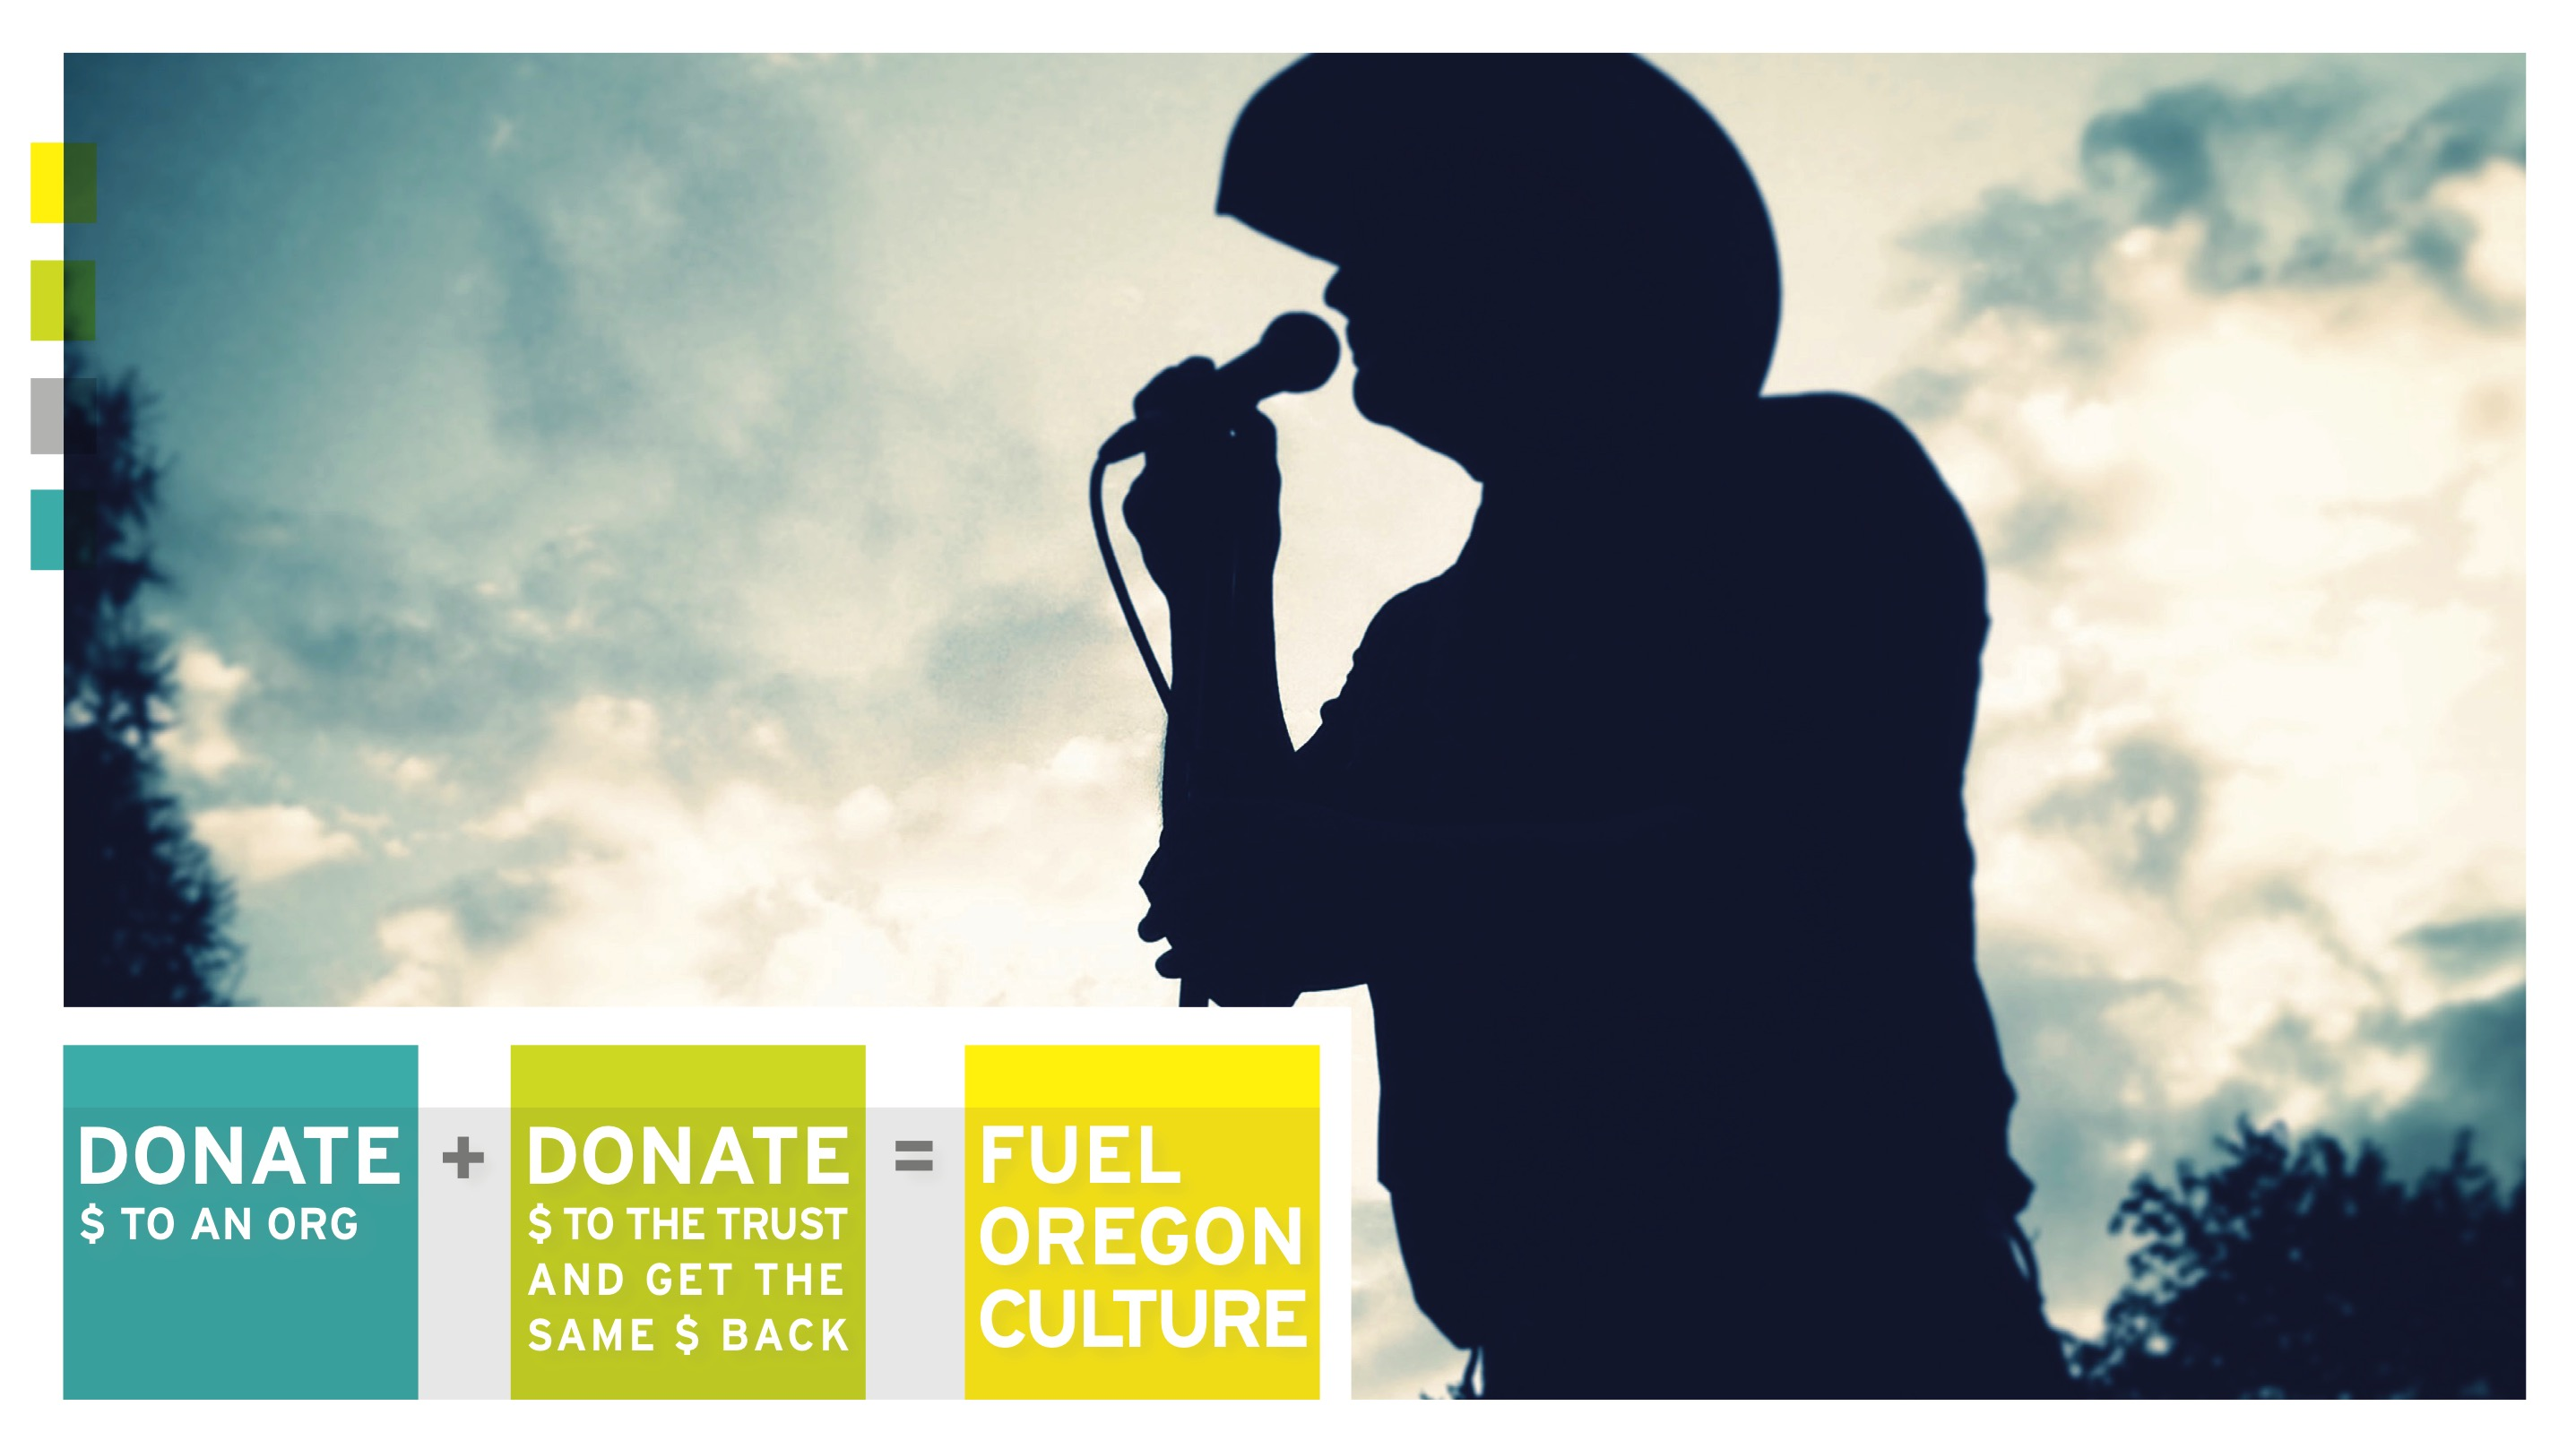 DONATE
$ TO AN ORG
+
DONATE
$ TO THE TRUST
AND GET THE
SAME $ BACK
=
FUEL
OREGON
CULTURE